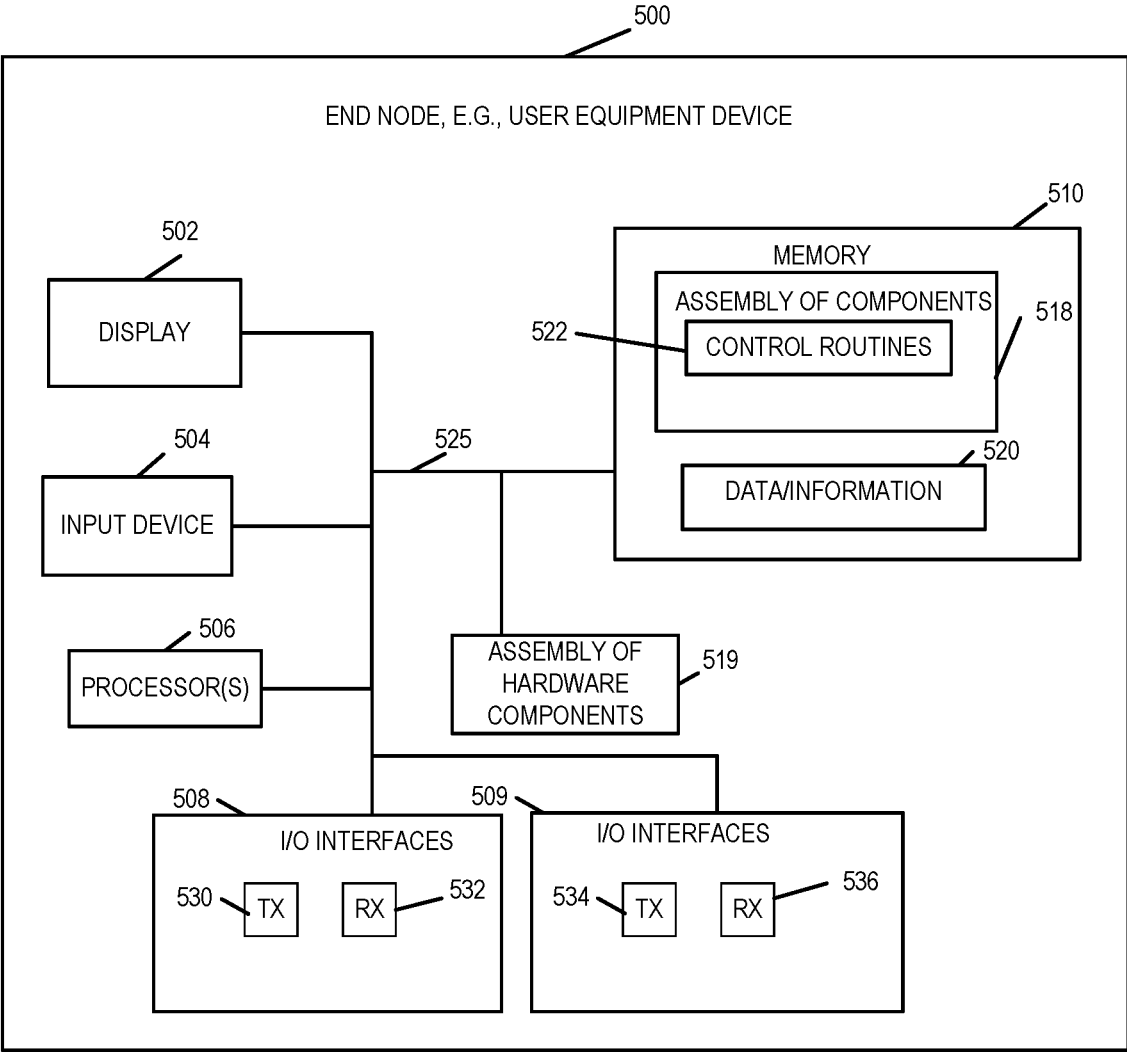 500
END NODE, E.G., USER EQUIPMENT DEVICE
510
502
MEMORY
ASSEMBLY OF COMPONENTS
518
DISPLAY
522
CONTROL ROUTINES
504
525
520
DATA/INFORMATION
INPUT DEVICE
506
ASSEMBLY OF
HARDWARE
COMPONENTS
519
PROCESSOR(S)
508
509
I/O INTERFACES
I/O INTERFACES
530
TX
RX
532
534
TX
RX
536